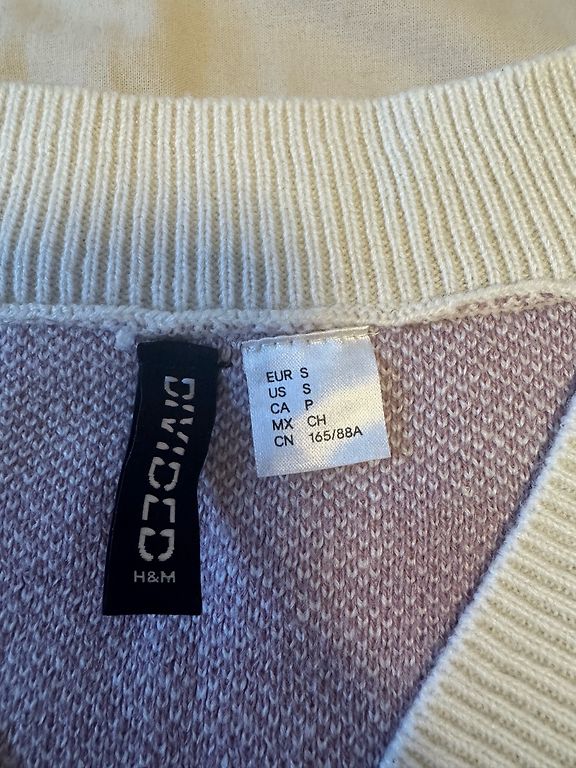 DIVIDED
H&M
EUR S
US S
CA P
MX CH
CN 165/88A